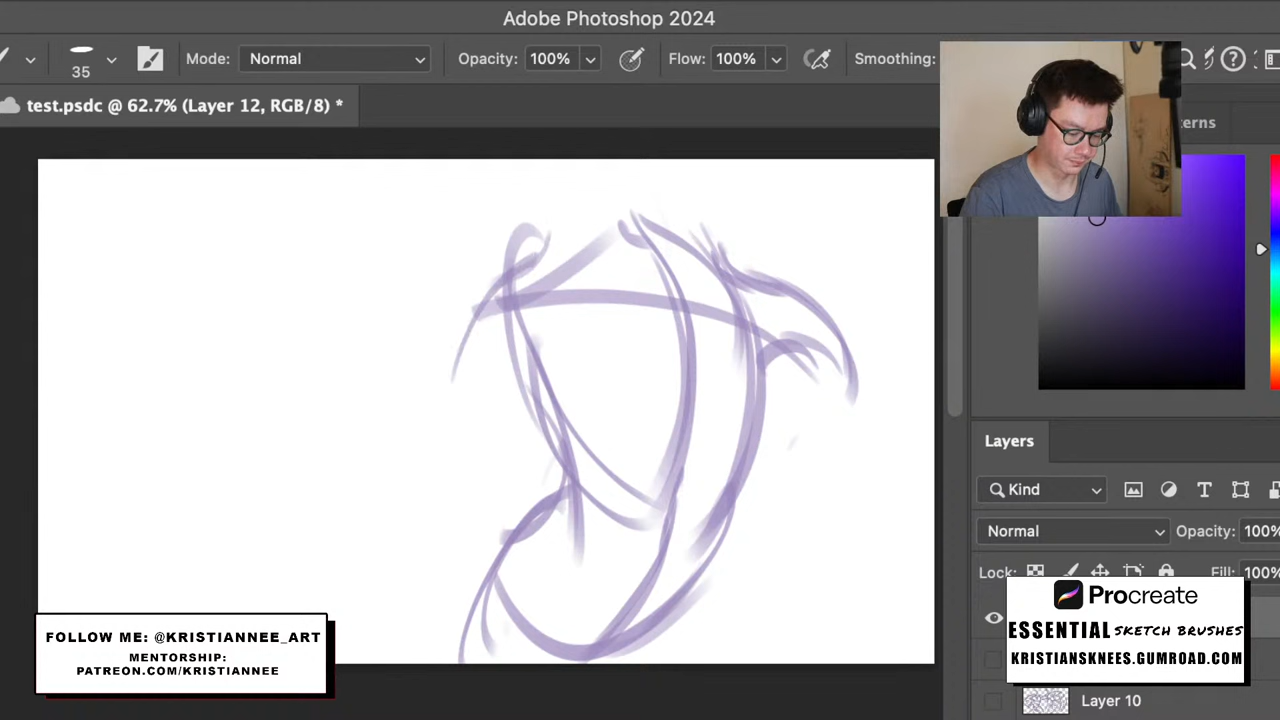 Adobe Photoshop 2024
35
Mode: Normal
Opacity: 100%
Flow: 100%
Smoothing:
test.psdc @ 62.7% (Layer 12, RGB/8) *
terns
Layers
Kind
Normal
Opacity: 100%
Lock:
Fill: 100%
Procreate
ESSENTIAL SKETCH BRUSHES
KRISTIANSKNEES.GUMROAD.COM
Layer 10
FOLLOW ME: @KRISTIANNEE_ART
MENTORSHIP:
PATREON.COM/KRISTIANNEE